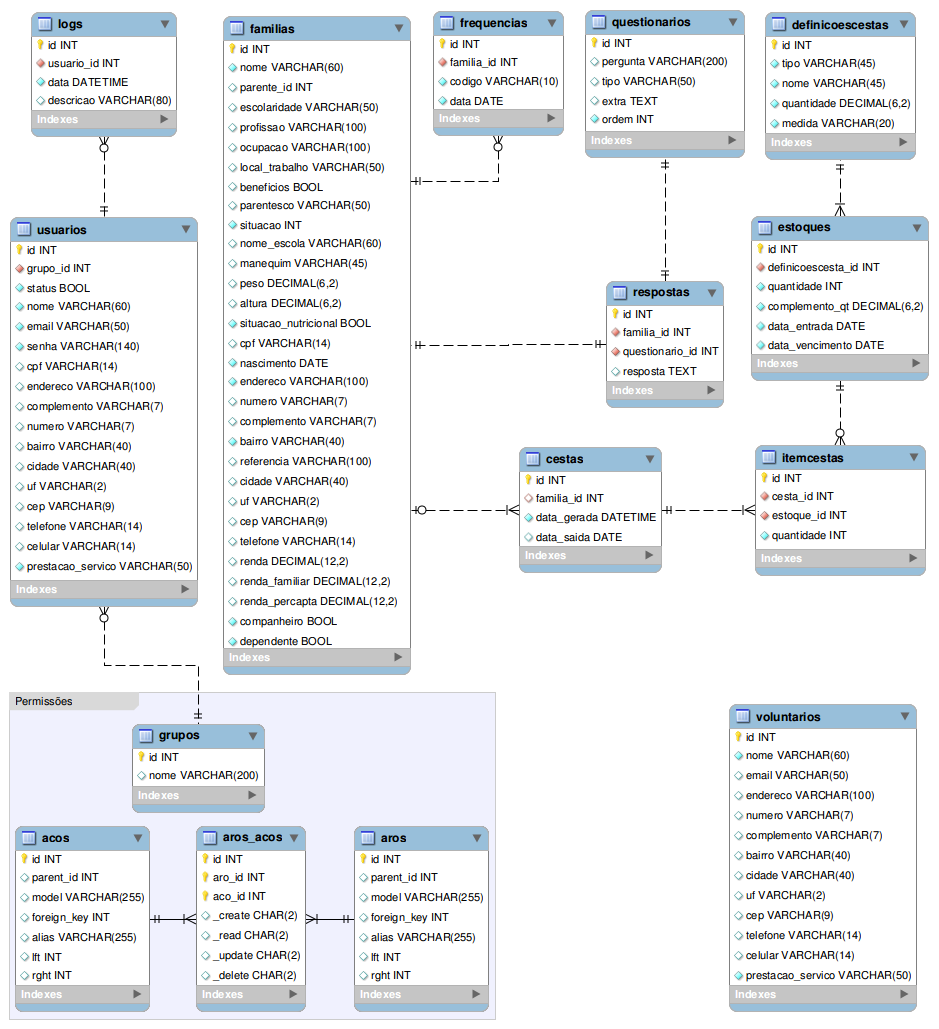 logs
id INT
usuario_id INT
data DATETIME
descricao VARCHAR(80)
Indexes
familias
id INT
nome VARCHAR(60)
parente_id INT
escolaridade VARCHAR(50)
profissao VARCHAR(100)
ocupacao VARCHAR(100)
local_trabalho VARCHAR(50)
beneficios BOOL
parentesco VARCHAR(50)
situacao INT
nome_escola VARCHAR(60)
manequim VARCHAR(45)
peso DECIMAL(6,2)
altura DECIMAL(6,2)
situacao_nutricional BOOL
cpf VARCHAR(14)
nascimento DATE
endereco VARCHAR(100)
numero VARCHAR(7)
complemento VARCHAR(7)
bairro VARCHAR(40)
referencia VARCHAR(100)
cidade VARCHAR(40)
uf VARCHAR(2)
cep VARCHAR(9)
telefone VARCHAR(14)
renda DECIMAL(12,2)
renda_familiar DECIMAL(12,2)
renda_percapta DECIMAL(12,2)
companheiro BOOL
dependente BOOL
Indexes
frequencias
id INT
familia_id INT
codigo VARCHAR(10)
data DATE
Indexes
questionarios
id INT
pergunta VARCHAR(200)
tipo VARCHAR(50)
extra TEXT
ordem INT
Indexes
definicoescestas
id INT
tipo VARCHAR(45)
nome VARCHAR(45)
quantidade DECIMAL(6,2)
medida VARCHAR(20)
Indexes
usuarios
id INT
grupo_id INT
status BOOL
nome VARCHAR(60)
email VARCHAR(50)
senha VARCHAR(140)
cpf VARCHAR(14)
endereco VARCHAR(100)
complemento VARCHAR(7)
numero VARCHAR(7)
bairro VARCHAR(40)
cidade VARCHAR(40)
uf VARCHAR(2)
cep VARCHAR(9)
telefone VARCHAR(14)
celular VARCHAR(14)
prestacao_servico VARCHAR(50)
Indexes
respostas
id INT
familia_id INT
questionario_id INT
resposta TEXT
Indexes
estoques
id INT
definicoescesta_id INT
quantidade INT
complemento_qt DECIMAL(6,2)
data_entrada DATE
data_vencimento DATE
Indexes
cestas
id INT
familia_id INT
data_gerada DATETIME
data_saida DATE
Indexes
itemcestas
id INT
cesta_id INT
estoque_id INT
quantidade INT
Indexes
Permissões
grupos
id INT
nome VARCHAR(200)
Indexes
acos
id INT
parent_id INT
model VARCHAR(255)
foreign_key INT
alias VARCHAR(255)
lft INT
rght INT
Indexes
aros_acos
id INT
aro_id INT
aco_id INT
_create CHAR(2)
_read CHAR(2)
_update CHAR(2)
_delete CHAR(2)
Indexes
aros
id INT
parent_id INT
model VARCHAR(255)
foreign_key INT
alias VARCHAR(255)
lft INT
rght INT
Indexes
voluntarios
id INT
nome VARCHAR(60)
email VARCHAR(50)
endereco VARCHAR(100)
numero VARCHAR(7)
complemento VARCHAR(7)
bairro VARCHAR(40)
cidade VARCHAR(40)
uf VARCHAR(2)
cep VARCHAR(9)
telefone VARCHAR(14)
celular VARCHAR(14)
prestacao_servico VARCHAR(50)
Indexes